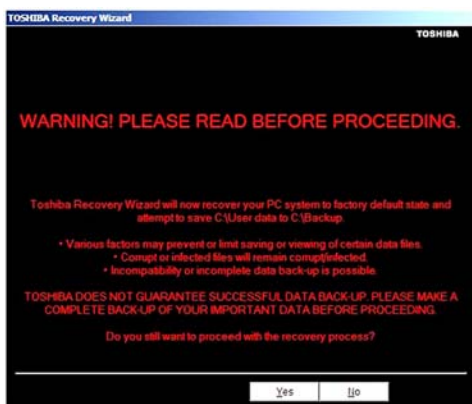 TOSHIBA Recovery Wizard
TOSHIBA
WARNING! PLEASE READ BEFORE PROCEEDING.
Toshiba Recovery Wizard will now recover your PC system to factory default state and
attempt to save C:\User data to C:\Backup.
• Various factors may prevent or limit saving or viewing of certain data files.
• Corrupt or infected files will remain corrupt/infected.
• Incompatibility or incomplete data back-up is possible.
TOSHIBA DOES NOT GUARANTEE SUCCESSFUL DATA BACK-UP. PLEASE MAKE A
COMPLETE BACK-UP OF YOUR IMPORTANT DATA BEFORE PROCEEDING.
Do you still want to proceed with the recovery process?
Yes No